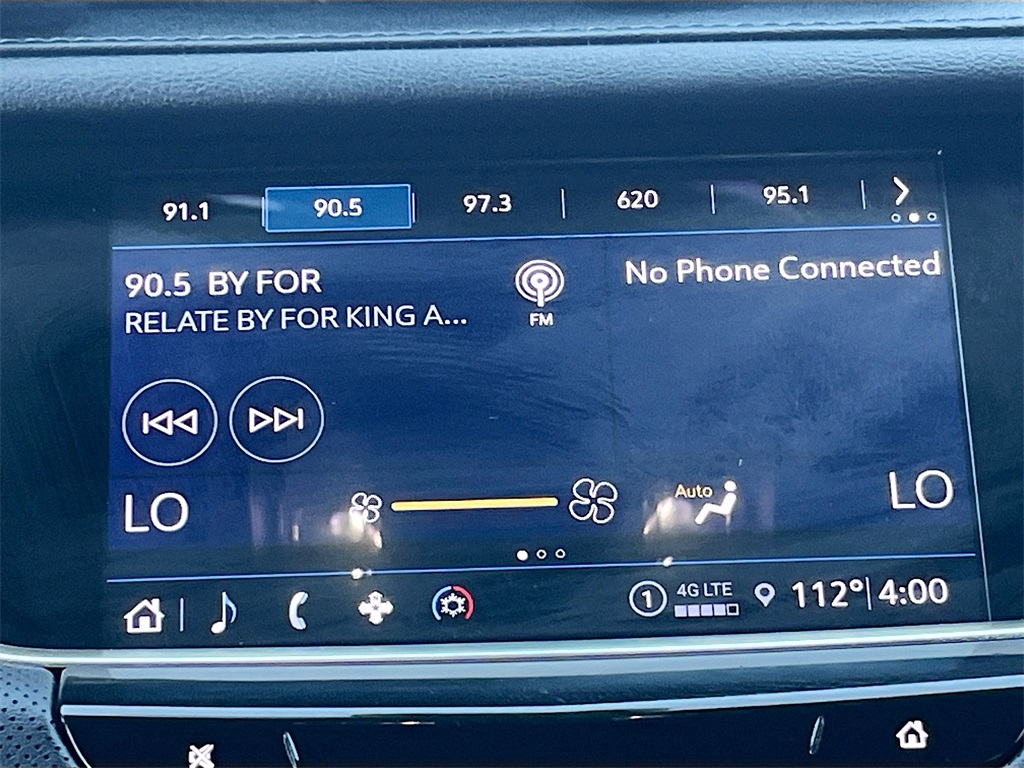 91.1 90.5 97.3 620 95.1
90.5 BY FOR
RELATE BY FOR KING A...
FM
No Phone Connected
LO
Auto
LO
1 4G LTE 112° 4:00